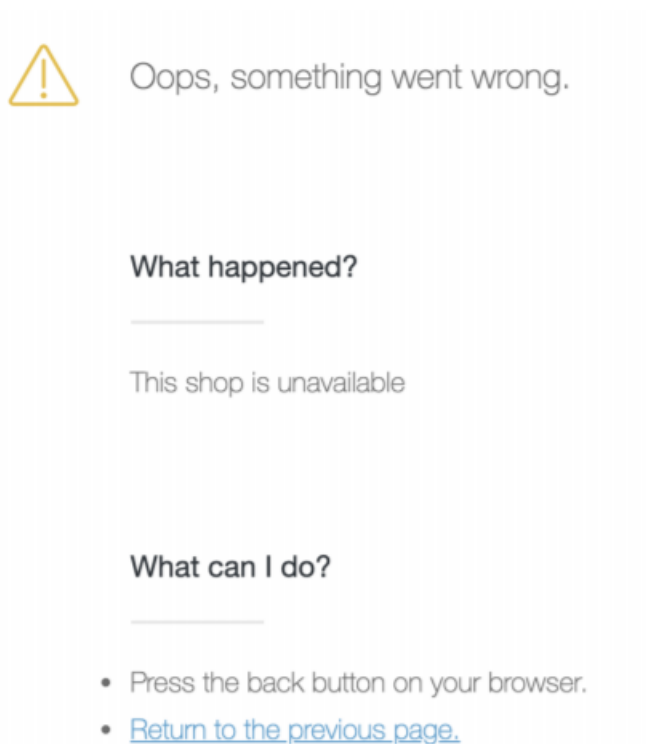 Oops, something went wrong.
What happened?
This shop is unavailable
What can I do?
Press the back button on your browser.
Return to the previous page.